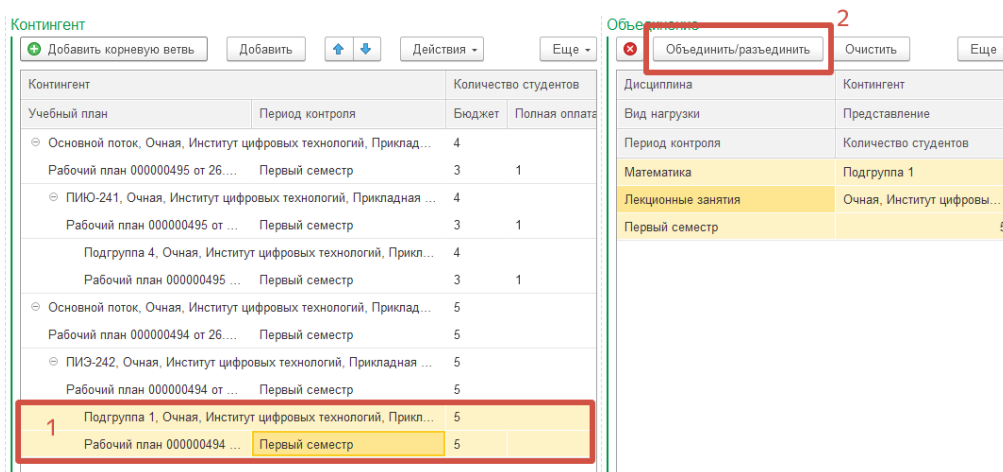 Контингент
Добавить корневую ветвь Добавить Действия Еще
Контингент Количество студентов
Учебный план Период контроля Бюджет Полная оплата
Основной поток, Очная, Институт цифровых технологий, Приклад... 4
Рабочий план 000000495 от 26.... Первый семестр 3 1
ПИЮ-241, Очная, Институт цифровых технологий, Прикладная ... 4
Рабочий план 000000495 от ... Первый семестр 3 1
Подгруппа 4, Очная, Институт цифровых технологий, Прикл... 4
Рабочий план 000000495 ... Первый семестр 3 1
Основной поток, Очная, Институт цифровых технологий, Приклад... 5
Рабочий план 000000494 от 26.... Первый семестр 5
ПИЭ-242, Очная, Институт цифровых технологий, Прикладная ... 5
Рабочий план 000000494 от ... Первый семестр 5
1
Подгруппа 1, Очная, Институт цифровых технологий, Прикл... 5
Рабочий план 000000494 ... Первый семестр 5
Объединение
2
Объединить/разъединить Очистить Еще
Дисциплина Контингент
Вид нагрузки Представление
Период контроля Количество студентов
Математика Подгруппа 1
Лекционные занятия Очная, Институт цифровы...
Первый семестр 5